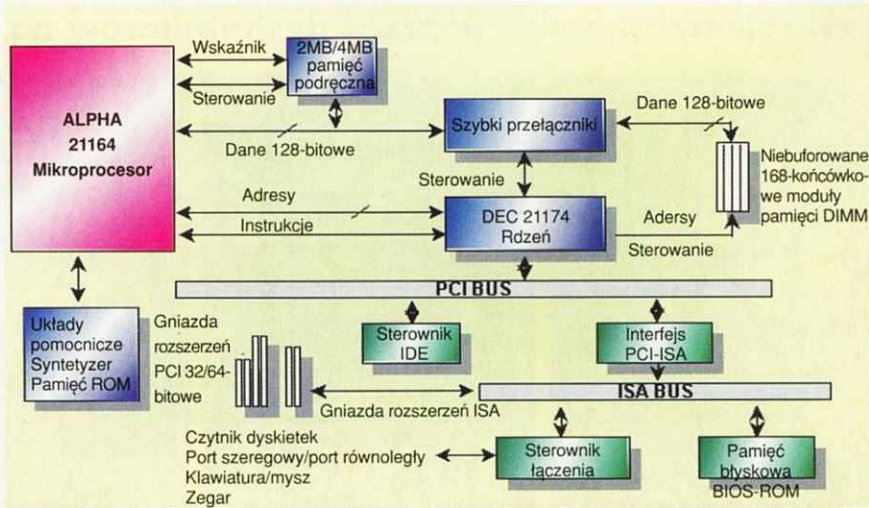 Wskaźnik
2MB/4MB
pamięć
podręczna
Sterowanie
ALPHA
21164
Mikroprocesor
Dane 128-bitowe
Szybki przełączniki
Dane 128-bitowe
Niebuforowane
168-końcówko-
we moduły
pamięci DIMM
Sterowanie
Adresy
Instrukcje
DEC 21174
Rdzeń
Adersy
Sterowanie
PCI BUS
Układy
pomocnicze
Syntetyzer
Pamięć ROM
Gniazda
rozszerzeń
PCI 32/64-
bitowe
Sterownik
IDE
Interfejs
PCI-ISA
ISA BUS
Gniazda rozszerzeń ISA
Czytnik dyskietek
Port szeregowy/port równoległy
Klawiatura/mysz
Zegar
Sterownik
łączenia
Pamięć
błyskowa
BIOS-ROM